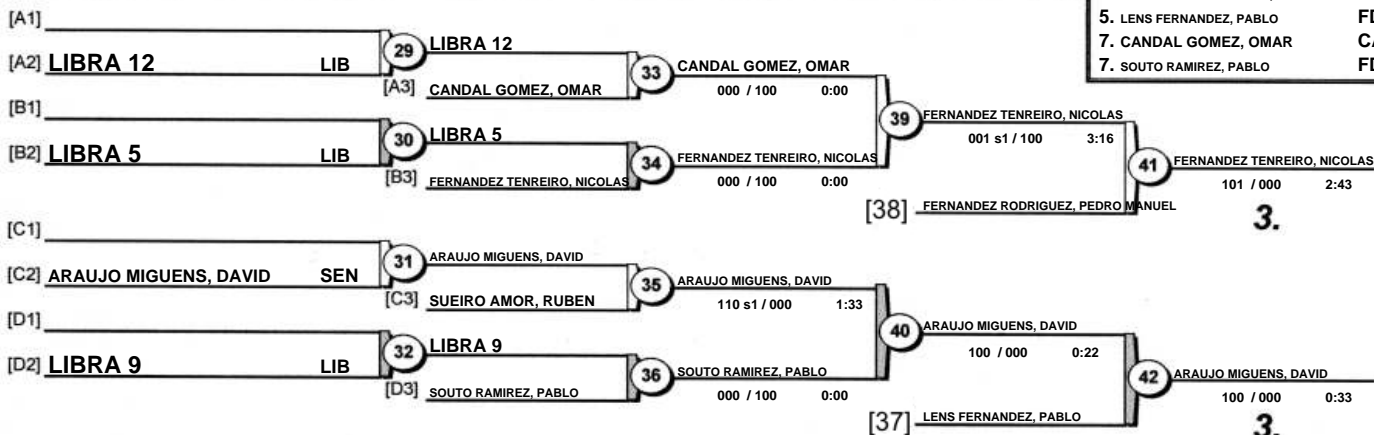 5. LENS FERNANDEZ, PABLO
7. CANDAL GOMEZ, OMAR
7. SOUTO RAMIREZ, PABLO
[A1]
[A2] LIBRA 12 LIB
29
LIBRA 12
[A3] CANDAL GOMEZ, OMAR
33
CANDAL GOMEZ, OMAR
000 / 100 0:00
[B1]
[B2] LIBRA 5 LIB
30
LIBRA 5
[B3] FERNANDEZ TENREIRO, NICOLAS
34
FERNANDEZ TENREIRO, NICOLAS
000 / 100 0:00
39
FERNANDEZ TENREIRO, NICOLAS
001 s1 / 100 3:16
[38] FERNANDEZ RODRIGUEZ, PEDRO MANUEL
41
FERNANDEZ TENREIRO, NICOLAS
101 / 000 2:43
3.
[C1]
[C2] ARAUJO MIGUENS, DAVID SEN
31
ARAUJO MIGUENS, DAVID
[C3] SUEIRO AMOR, RUBEN
35
ARAUJO MIGUENS, DAVID
110 s1 / 000 1:33
[D1]
[D2] LIBRA 9 LIB
32
LIBRA 9
[D3] SOUTO RAMIREZ, PABLO
36
SOUTO RAMIREZ, PABLO
000 / 100 0:00
40
ARAUJO MIGUENS, DAVID
100 / 000 0:22
[37] LENS FERNANDEZ, PABLO
42
ARAUJO MIGUENS, DAVID
100 / 000 0:33
3.